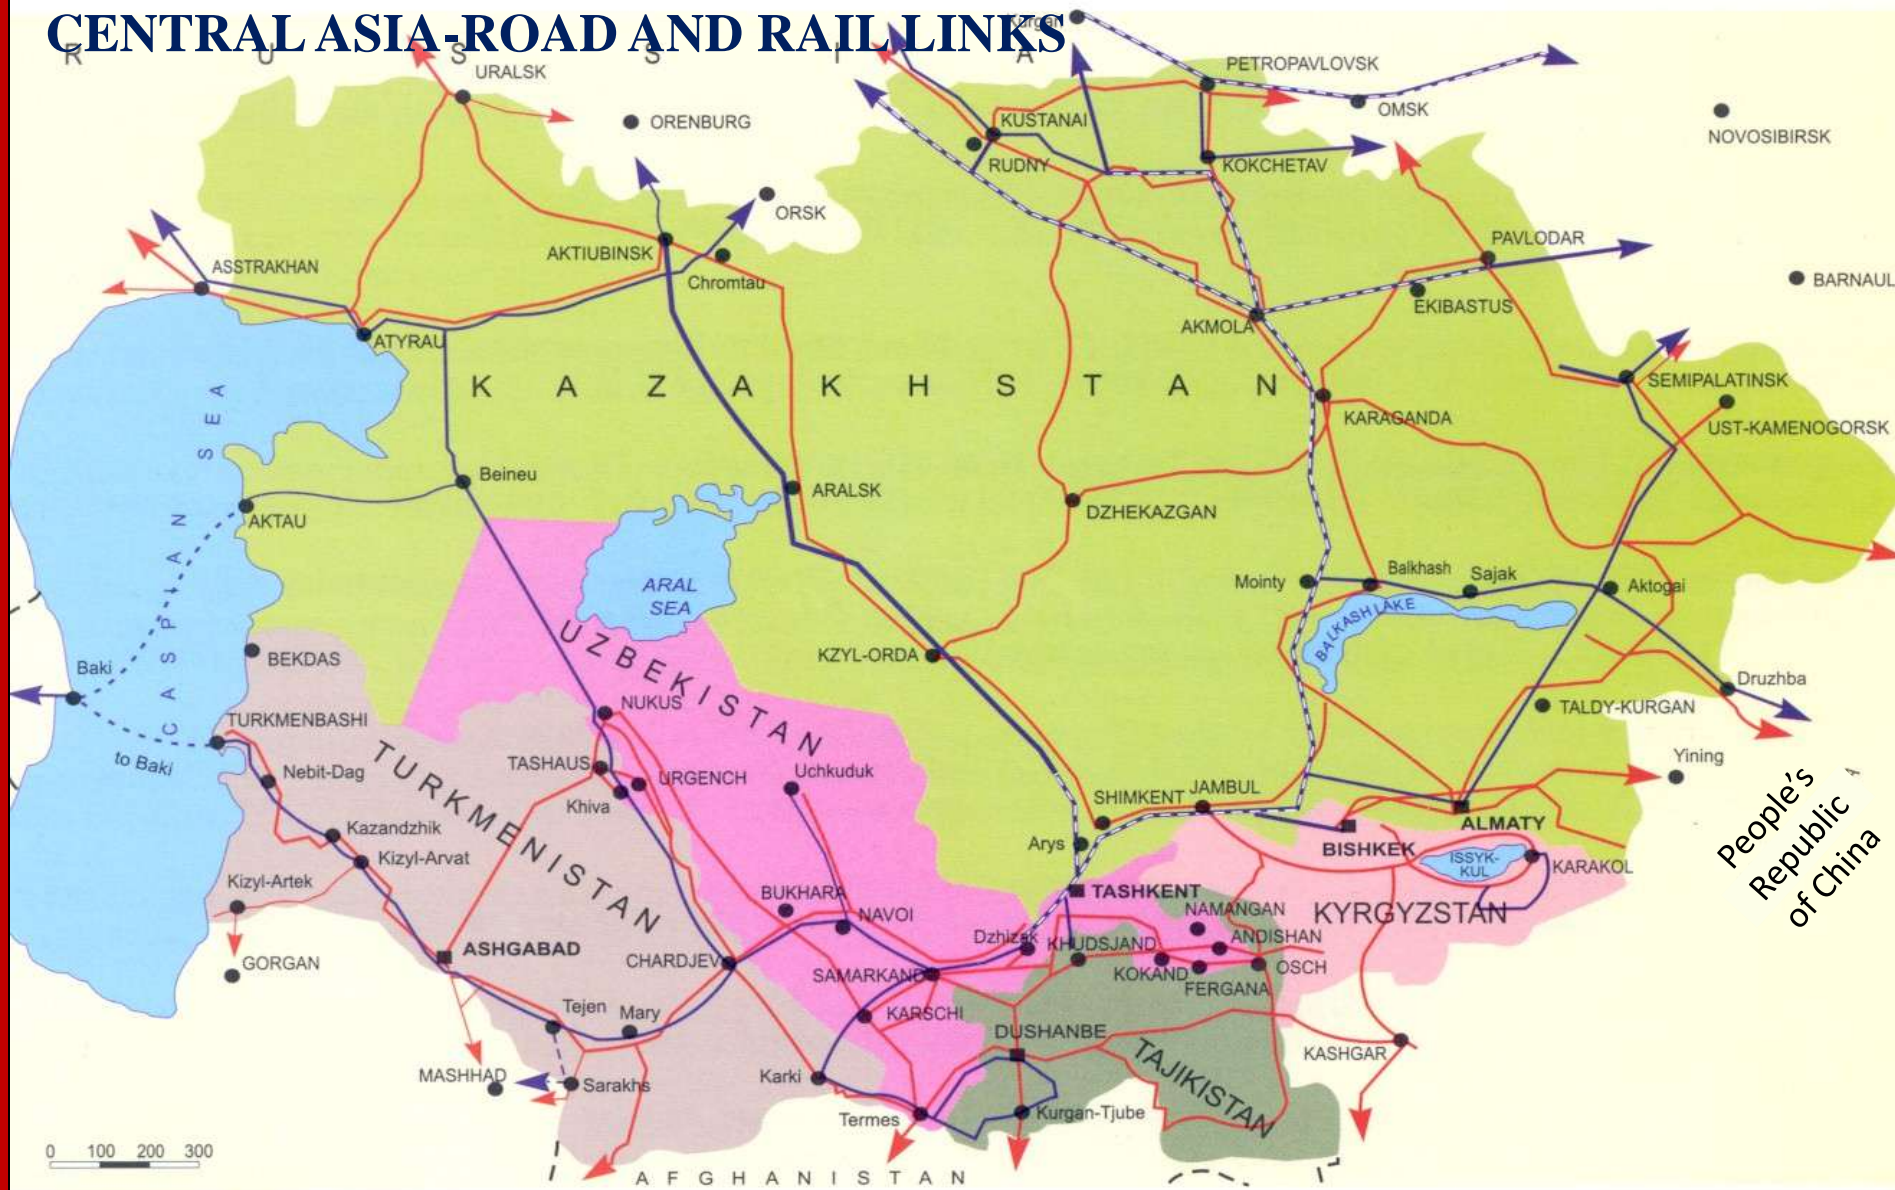 CENTRAL ASIA-ROAD AND RAIL LINKS
R U S S I A
Kurgan
URALSK
PETROPAVLOVSK
OMSK
ORENBURG
KUSTANAI
NOVOSIBIRSK
RUDNY
KOKCHETAV
ORSK
AKTIUBINSK
PAVLODAR
ASSTRAKHAN
Chromtau
BARNAUL
EKIBASTUS
AKMOLA
ATYRAU
KAZAKHSTAN
SEMIPALATINSK
KARAGANDA
UST-KAMENOGORSK
CASPIAN SEA
Beineu
ARALSK
AKTAU
DZHEKAZGAN
ARAL
SEA
Mointy
Balkhash
Sajak
Aktogai
BALKASH LAKE
UZBEKISTAN
BEKDAS
KZYL-ORDA
Baki
Druzhba
NUKUS
TALDY-KURGAN
TURKMENBASHI
to Baki
TURKMENISTAN
Yining
Nebit-Dag
TASHAUS
URGENCH
Uchkuduk
Khiva
SHIMKENT
JAMBUL
People's
Republic
of China
Kazandzhik
ALMATY
Arys
BISHKEK
Kizyl-Arvat
ISSYK-
KUL
KARAKOL
Kizyl-Artek
BUKHARA
TASHKENT
NAVOI
NAMANGAN
KYRGYZSTAN
ASHGABAD
Dzhizak
KHUDSJAND
ANDISHAN
GORGAN
CHARDJEV
SAMARKAND
KOKAND
OSCH
FERGANA
Tejen
Mary
KARSCHI
DUSHANBE
KASHGAR
TAJIKISTAN
MASHHAD
Sarakhs
Karki
Termes
Kurgan-Tjube
0 100 200 300
AFGHANISTAN